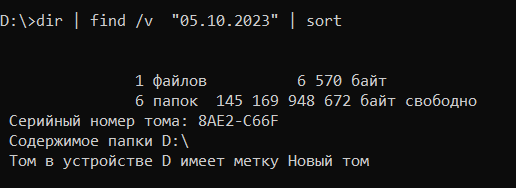 D:\>dir | find /v  "05.10.2023" | sort
1 файлов 6 570 байт
6 папок 145 169 948 672 байт свободно
Серийный номер тома: 8AE2-C66F
Содержимое папки D:\
Том в устройстве D имеет метку Новый том